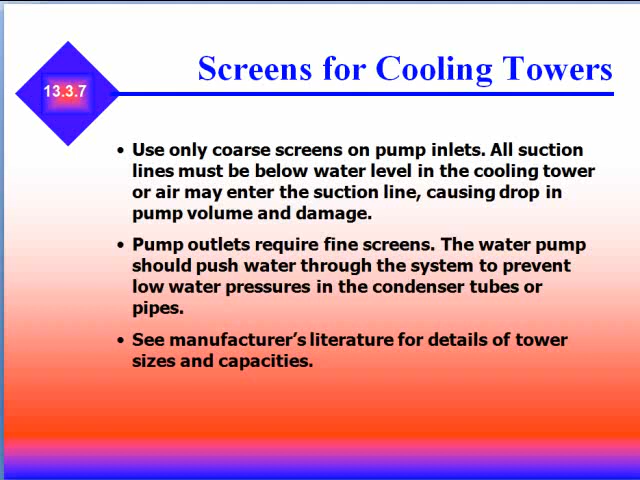 Screens for Cooling Towers
13.3.7
• Use only coarse screens on pump inlets. All suction
lines must be below water level in the cooling tower
or air may enter the suction line, causing drop in
pump volume and damage.
• Pump outlets require fine screens. The water pump
should push water through the system to prevent
low water pressures in the condenser tubes or
pipes.
• See manufacturer’s literature for details of tower
sizes and capacities.